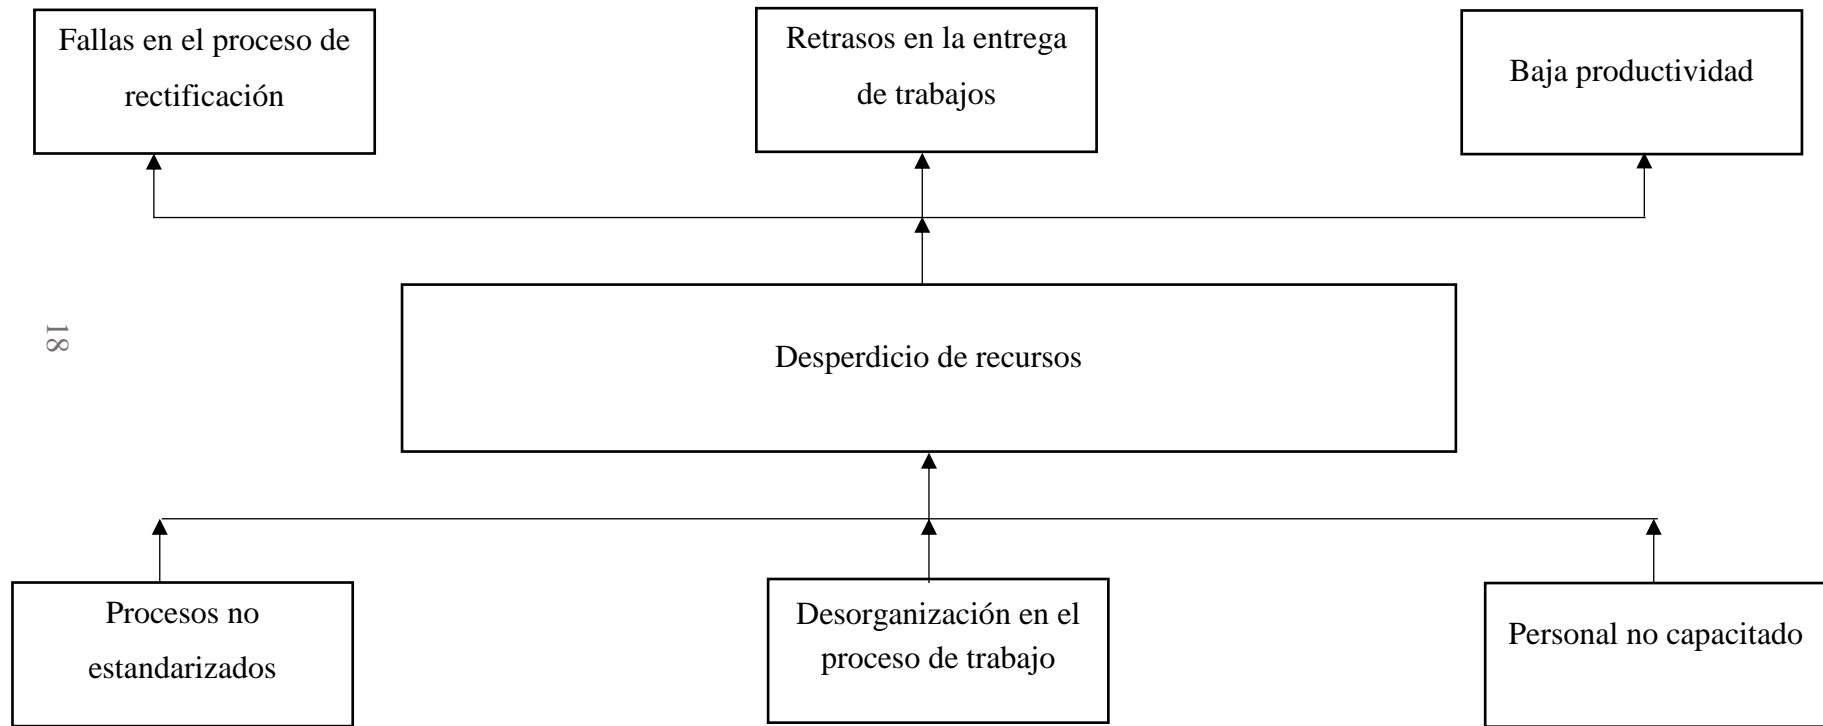 Fallas en el proceso de
rectificación
Retrasos en la entrega
de trabajos
Baja productividad
18
Desperdicio de recursos
Procesos no
estandarizados
Desorganización en el
proceso de trabajo
Personal no capacitado